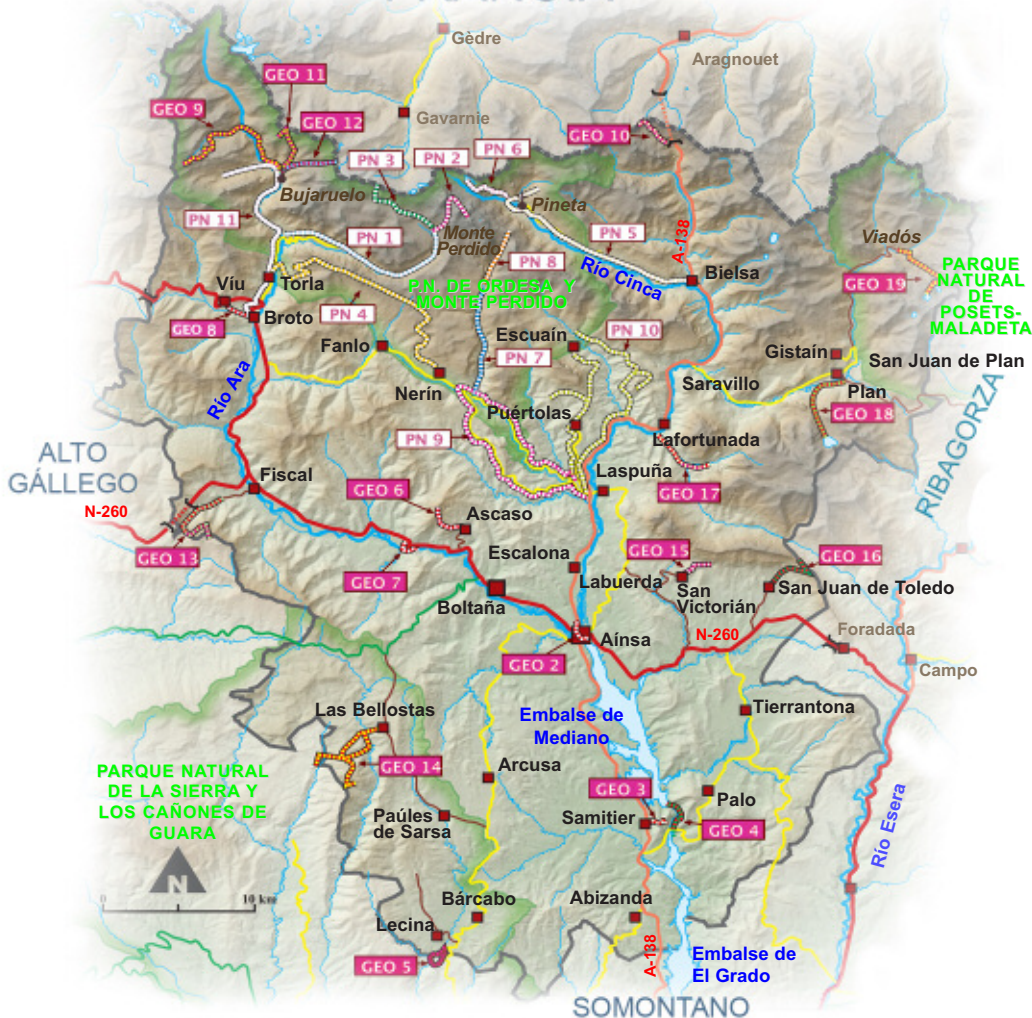 Gèdre
Aragnouet
GEO 11
GEO 9
GEO 12
Gavarnie
GEO 10
PN 3
PN 2
PN 6
Bujaruelo
Pineta
PN 11
PN 1
Monte
Perdido
PN 5
A-138
Viadós
PN 8
Río Cinca
Bielsa
PARQUE
NATURAL
DE
POSETS-
MALADETA
GEO 19
Víu
Torla
P.N. DE ORDESA Y
MONTE PERDIDO
Broto
PN 4
GEO 8
Fanlo
Escuaín
PN 10
PN 7
Gistaín
San Juan de Plan
Nerín
Saravillo
Plan
Río Ara
Puértolas
GEO 18
PN 9
Lafortunada
RIBAGORZA
ALTO
GÁLLEGO
Fiscal
Laspuña
GEO 17
GEO 6
N-260
Ascaso
GEO 13
Escalona
GEO 15
GEO 16
GEO 7
Labuerda
San
Victorián
San Juan de Toledo
Boltaña
Aínsa
N-260
Foradada
GEO 2
Campo
Las Bellostas
Embalse de
Mediano
Tierrantona
GEO 14
Arcusa
PARQUE NATURAL
DE LA SIERRA Y
LOS CAÑONES DE
GUARA
GEO 3
Palo
Paúles
de Sarsa
Samitier
GEO 4
Río Esera
N
0
10 km
Bárcabo
Abizanda
Lecina
GEO 5
A-138
Embalse de
El Grado
SOMONTANO